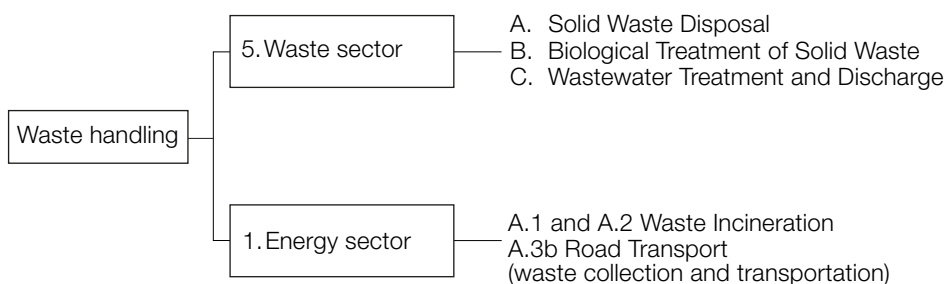 Waste handling
5. Waste sector
A. Solid Waste Disposal
B. Biological Treatment of Solid Waste
C. Wastewater Treatment and Discharge
1. Energy sector
A.1 and A.2 Waste Incineration
A.3b Road Transport
(waste collection and transportation)